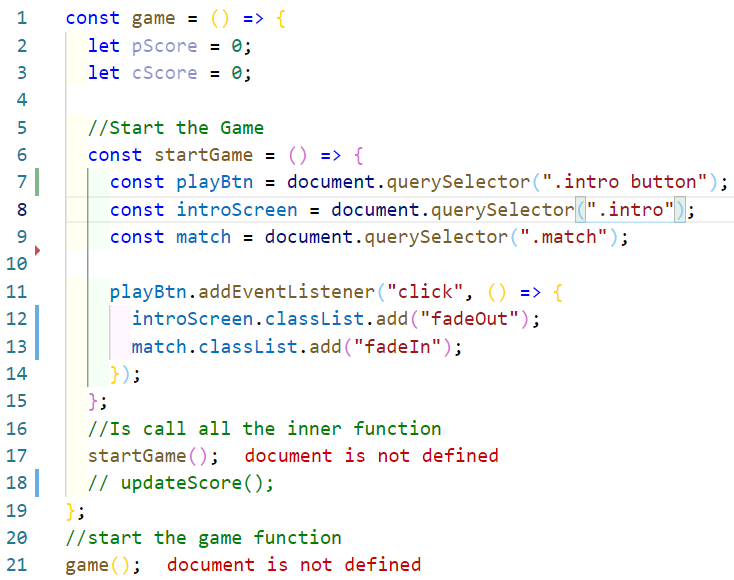 1 const game = () => {
2 let pScore = 0;
3 let cScore = 0;
4
5 //Start the Game
6 const startGame = () => {
7 const playBtn = document.querySelector(".intro button");
8 const introScreen = document.querySelector(".intro");
9 const match = document.querySelector(".match");
10
11 playBtn.addEventListener("click", () => {
12 introScreen.classList.add("fadeOut");
13 match.classList.add("fadeIn");
14 });
15 };
16 //Is call all the inner function
17 startGame(); document is not defined
18 // updateScore();
19 };
20 //start the game function
21 game(); document is not defined